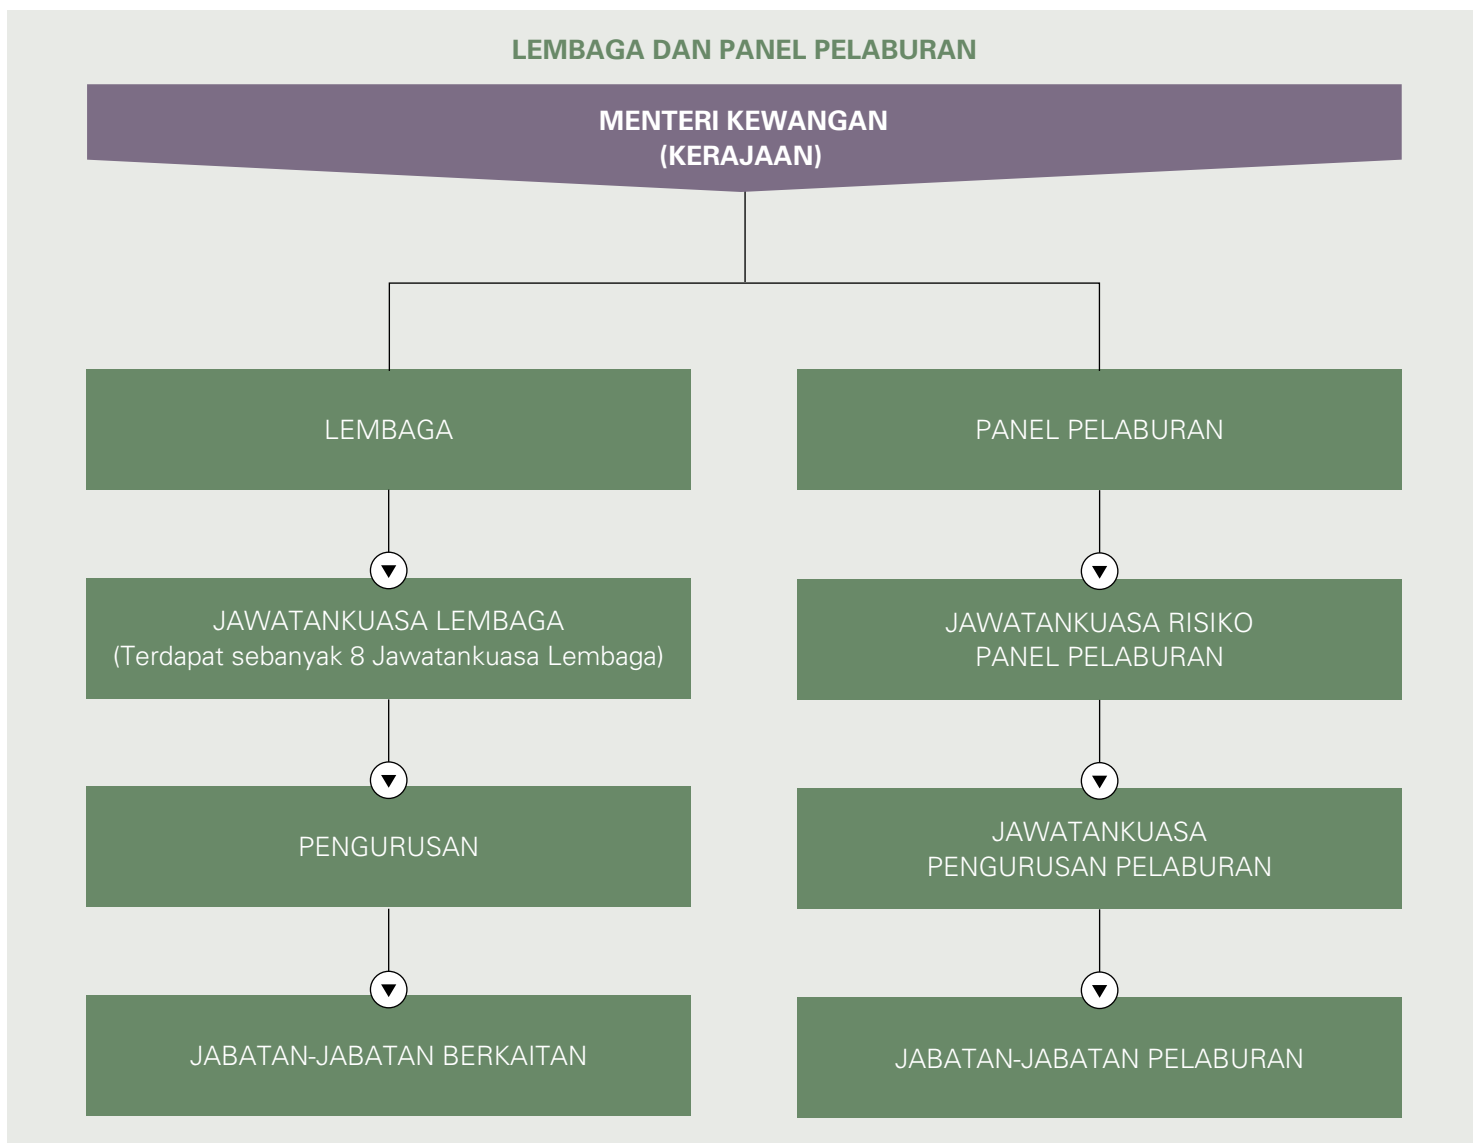 LEMBAGA DAN PANEL PELABURAN
MENTERI KEWANGAN
(KERAJAAN)
LEMBAGA
PANEL PELABURAN
JAWATANKUASA LEMBAGA
(Terdapat sebanyak 8 Jawatankuasa Lembaga)
JAWATANKUASA RISIKO
PANEL PELABURAN
PENGURUSAN
JAWATANKUASA
PENGURUSAN PELABURAN
JABATAN-JABATAN BERKAITAN
JABATAN-JABATAN PELABURAN